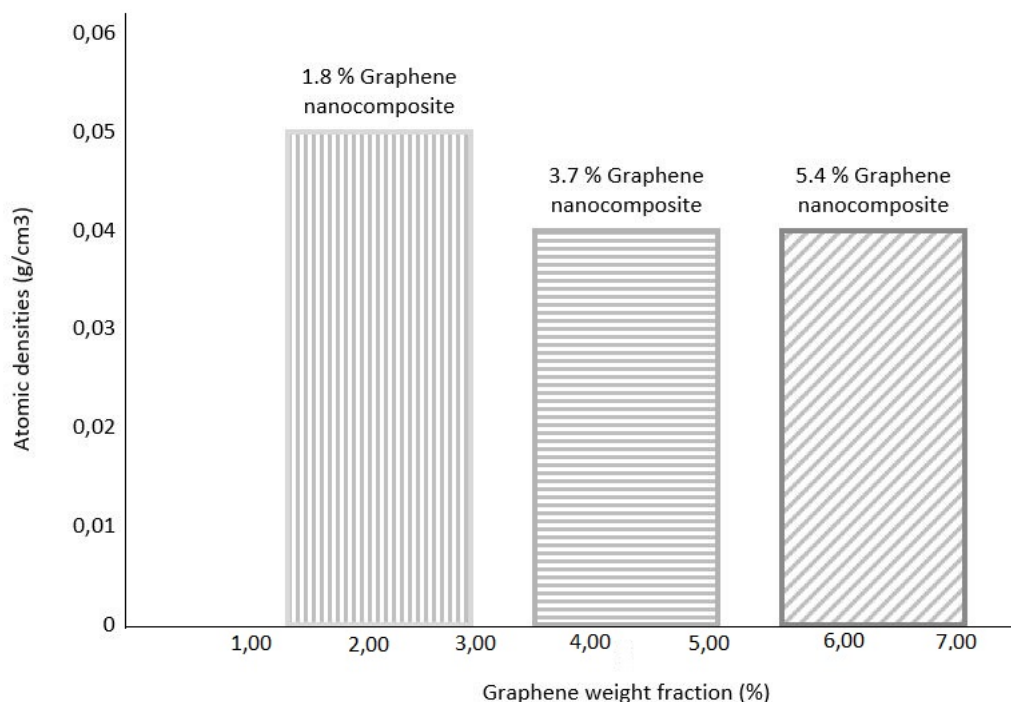 0,06
1.8 % Graphene
nanocomposite
0,05
3.7 % Graphene
nanocomposite
5.4 % Graphene
nanocomposite
0,04
Atomic densities (g/cm3)
0,03
0,02
0,01
0
1,00 2,00 3,00 4,00 5,00 6,00 7,00
Graphene weight fraction (%)